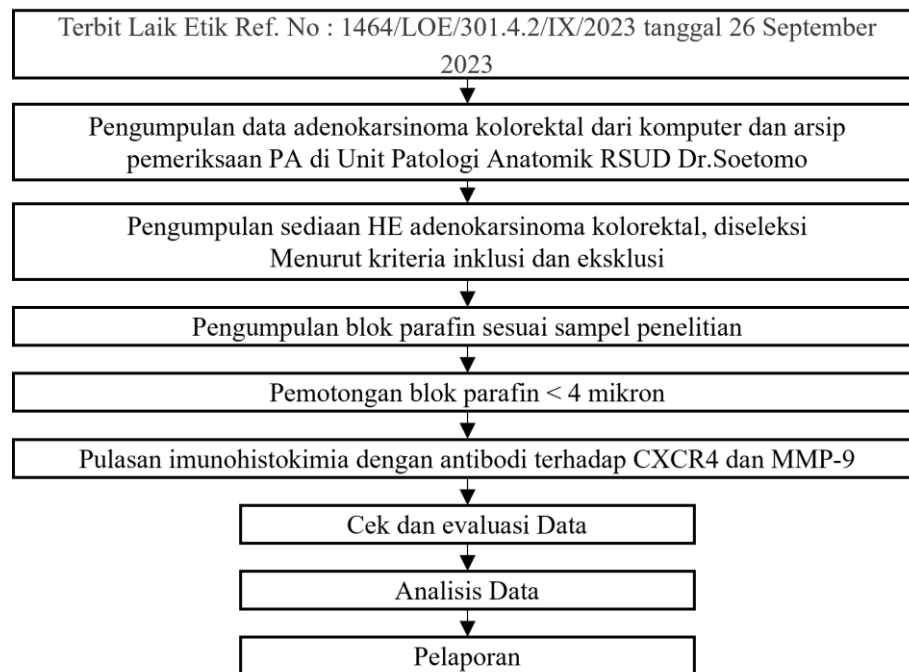 Terbit Laik Etik Ref. No : 1464/LOE/301.4.2/IX/2023 tanggal 26 September
2023
Pengumpulan data adenokarsinoma kolorektal dari komputer dan arsip
pemeriksaan PA di Unit Patologi Anatomik RSUD Dr.Soetomo
Pengumpulan sediaan HE adenokarsinoma kolorektal, diseleksi
Menurut kriteria inklusi dan eksklusi
Pengumpulan blok parafin sesuai sampel penelitian
Pemotongan blok parafin < 4 mikron
Pulasan imunohistokimia dengan antibodi terhadap CXCR4 dan MMP-9
Cek dan evaluasi Data
Analisis Data
Pelaporan